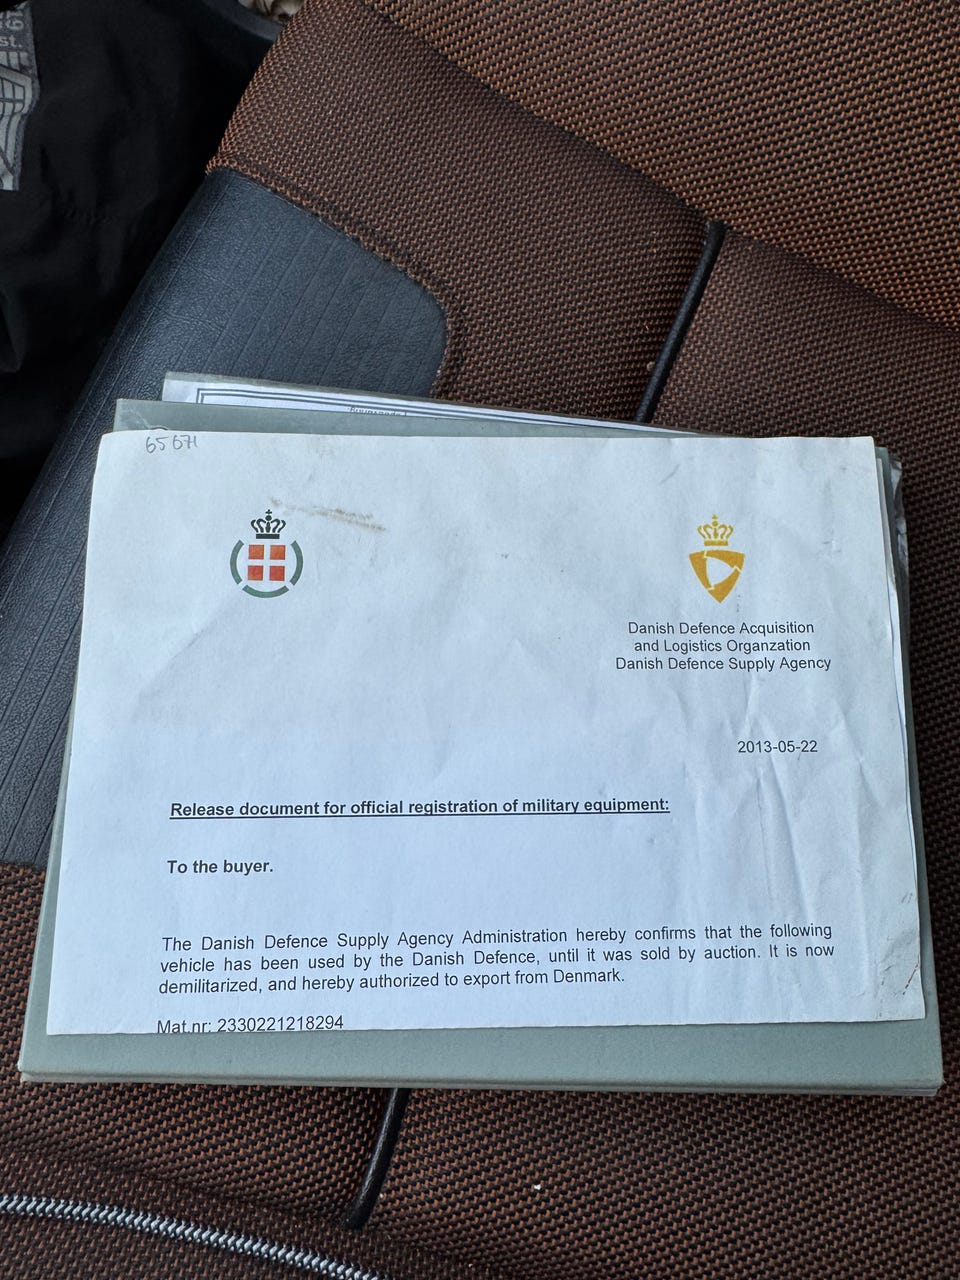 st.
65 671
Danish Defence Acquisition
and Logistics Organzation
Danish Defence Supply Agency
2013-05-22
Release document for official registration of military equipment:
To the buyer.
The Danish Defence Supply Agency Administration hereby confirms that the following
vehicle has been used by the Danish Defence, until it was sold by auction. It is now
demilitarized, and hereby authorized to export from Denmark.
Mat.nr: 2330221218294